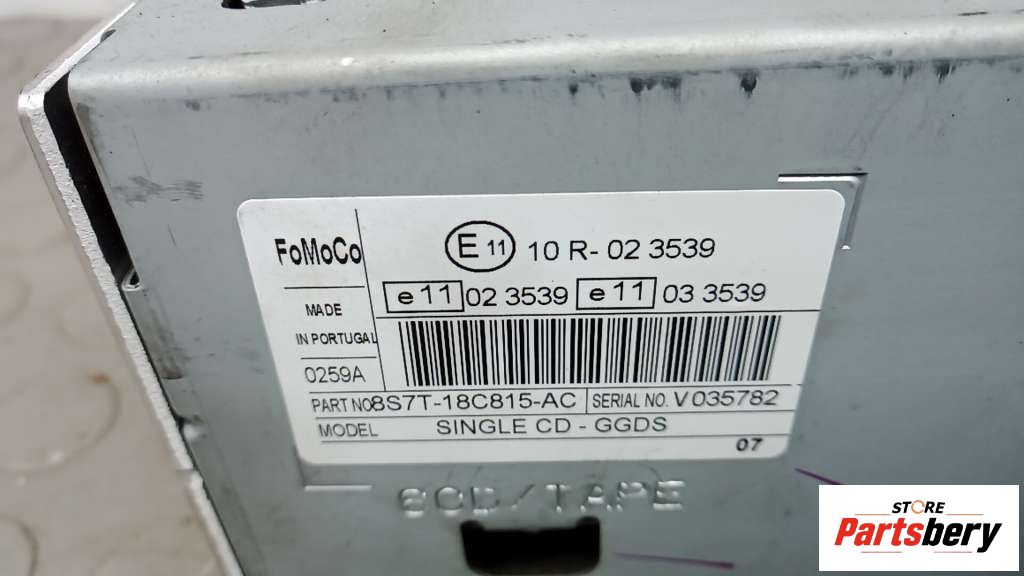 FoMoCo
E 11 10 R- 02 3539
e 11 02 3539 e 11 03 3539
MADE
IN PORTUGAL
0259A
PART NO 8S7T-18C815-AC SERIAL NO. V 035782
MODEL SINGLE CD - GGDS
07
6CD/TAPE
STORE
Partsbery